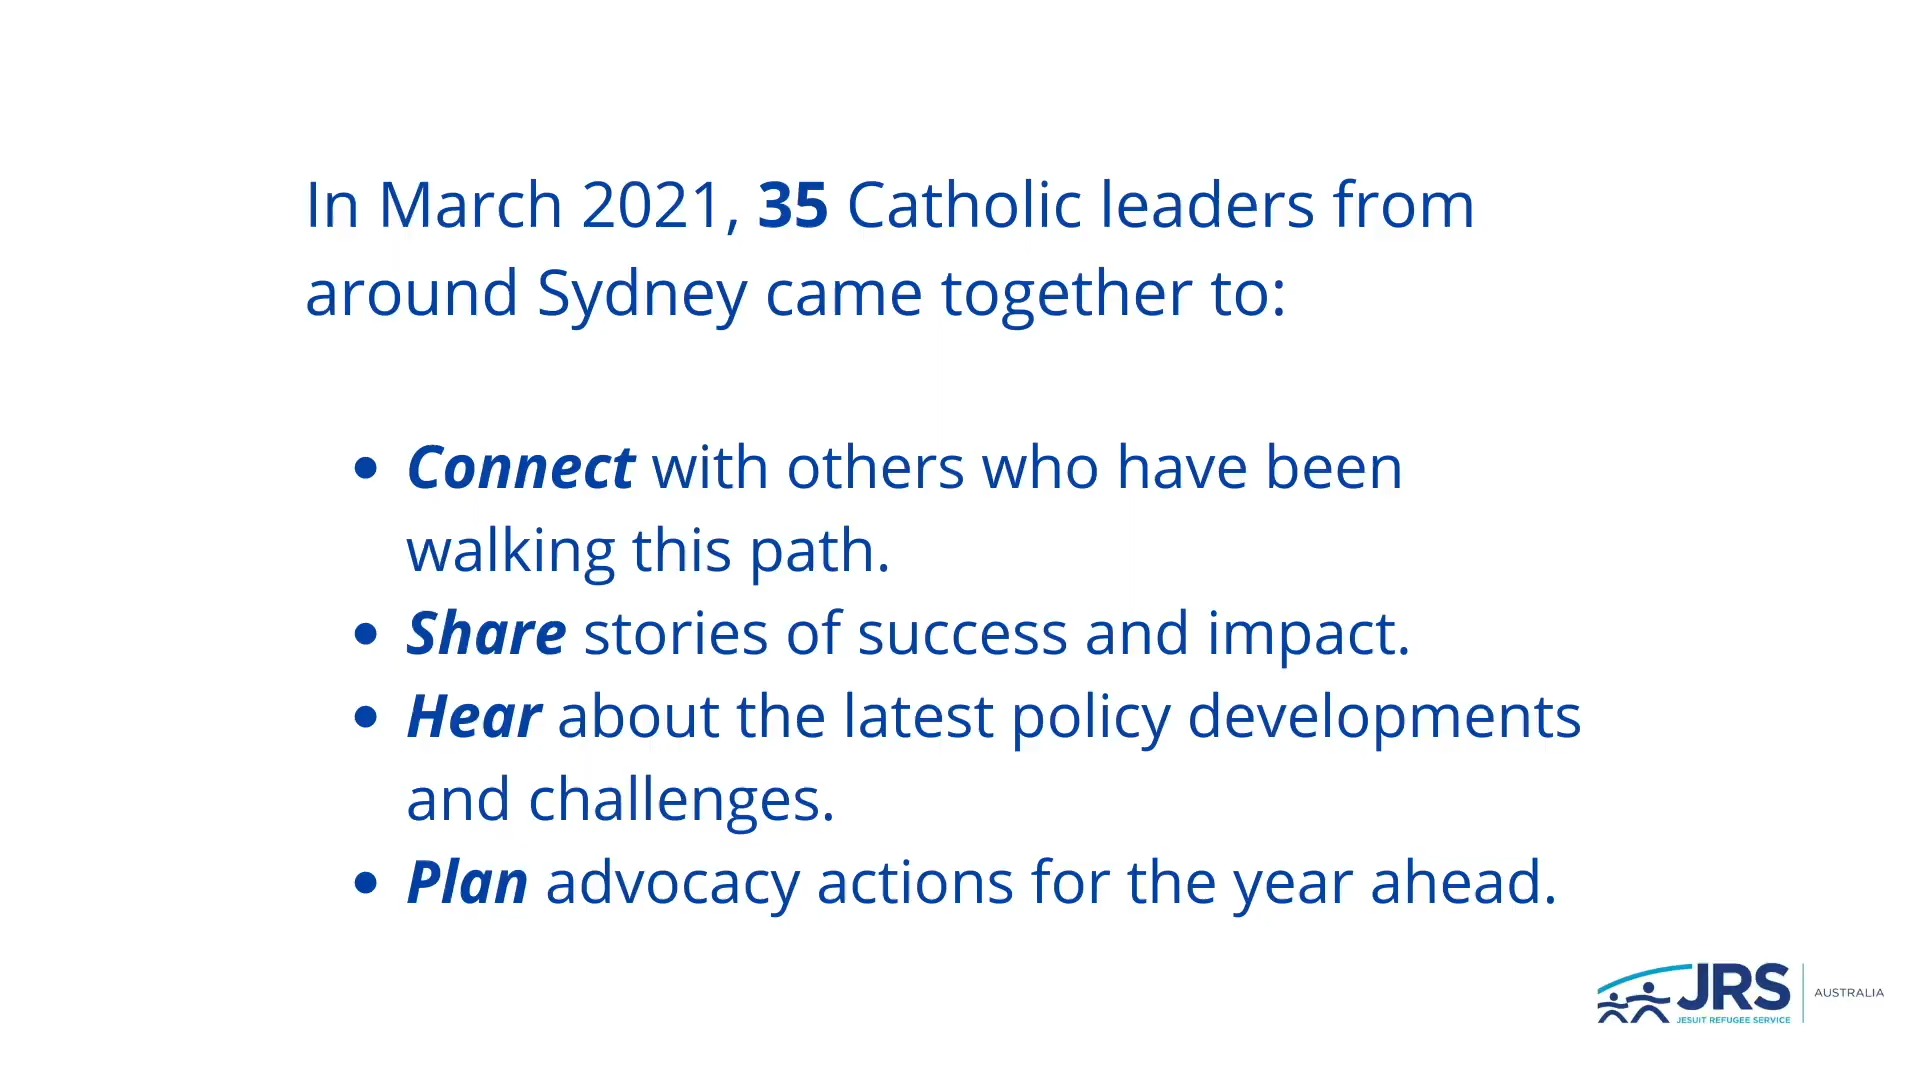 In March 2021, 35 Catholic leaders from
around Sydney came together to:
• Connect with others who have been
walking this path.
• Share stories of success and impact.
• Hear about the latest policy developments
and challenges.
• Plan advocacy actions for the year ahead.
JRS
JESUIT REFUGEE SERVICE
AUSTRALIA